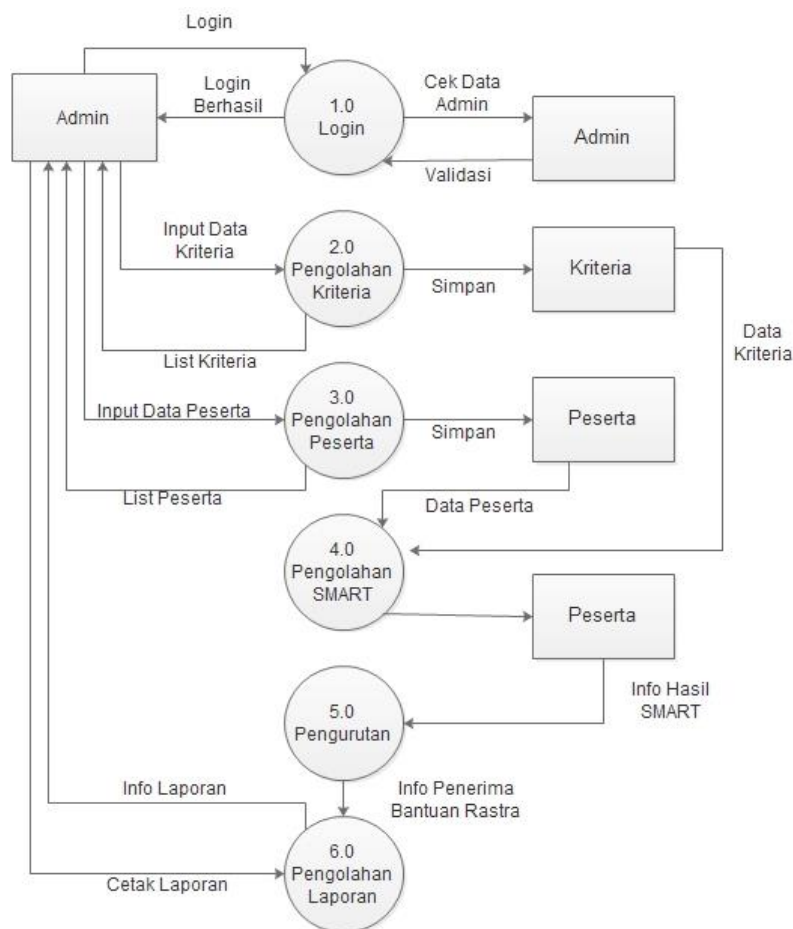 Login
Admin
Login
Berhasil
1.0
Login
Cek Data
Admin
Admin
Validasi
Input Data
Kriteria
2.0
Pengolahan
Kriteria
Simpan
Kriteria
List Kriteria
Data
Kriteria
Input Data Peserta
3.0
Pengolahan
Peserta
Simpan
Peserta
List Peserta
Data Peserta
4.0
Pengolahan
SMART
Peserta
Info Hasil
SMART
5.0
Pengurutan
Info Laporan
Info Penerima
Bantuan Rastra
6.0
Pengolahan
Laporan
Cetak Laporan